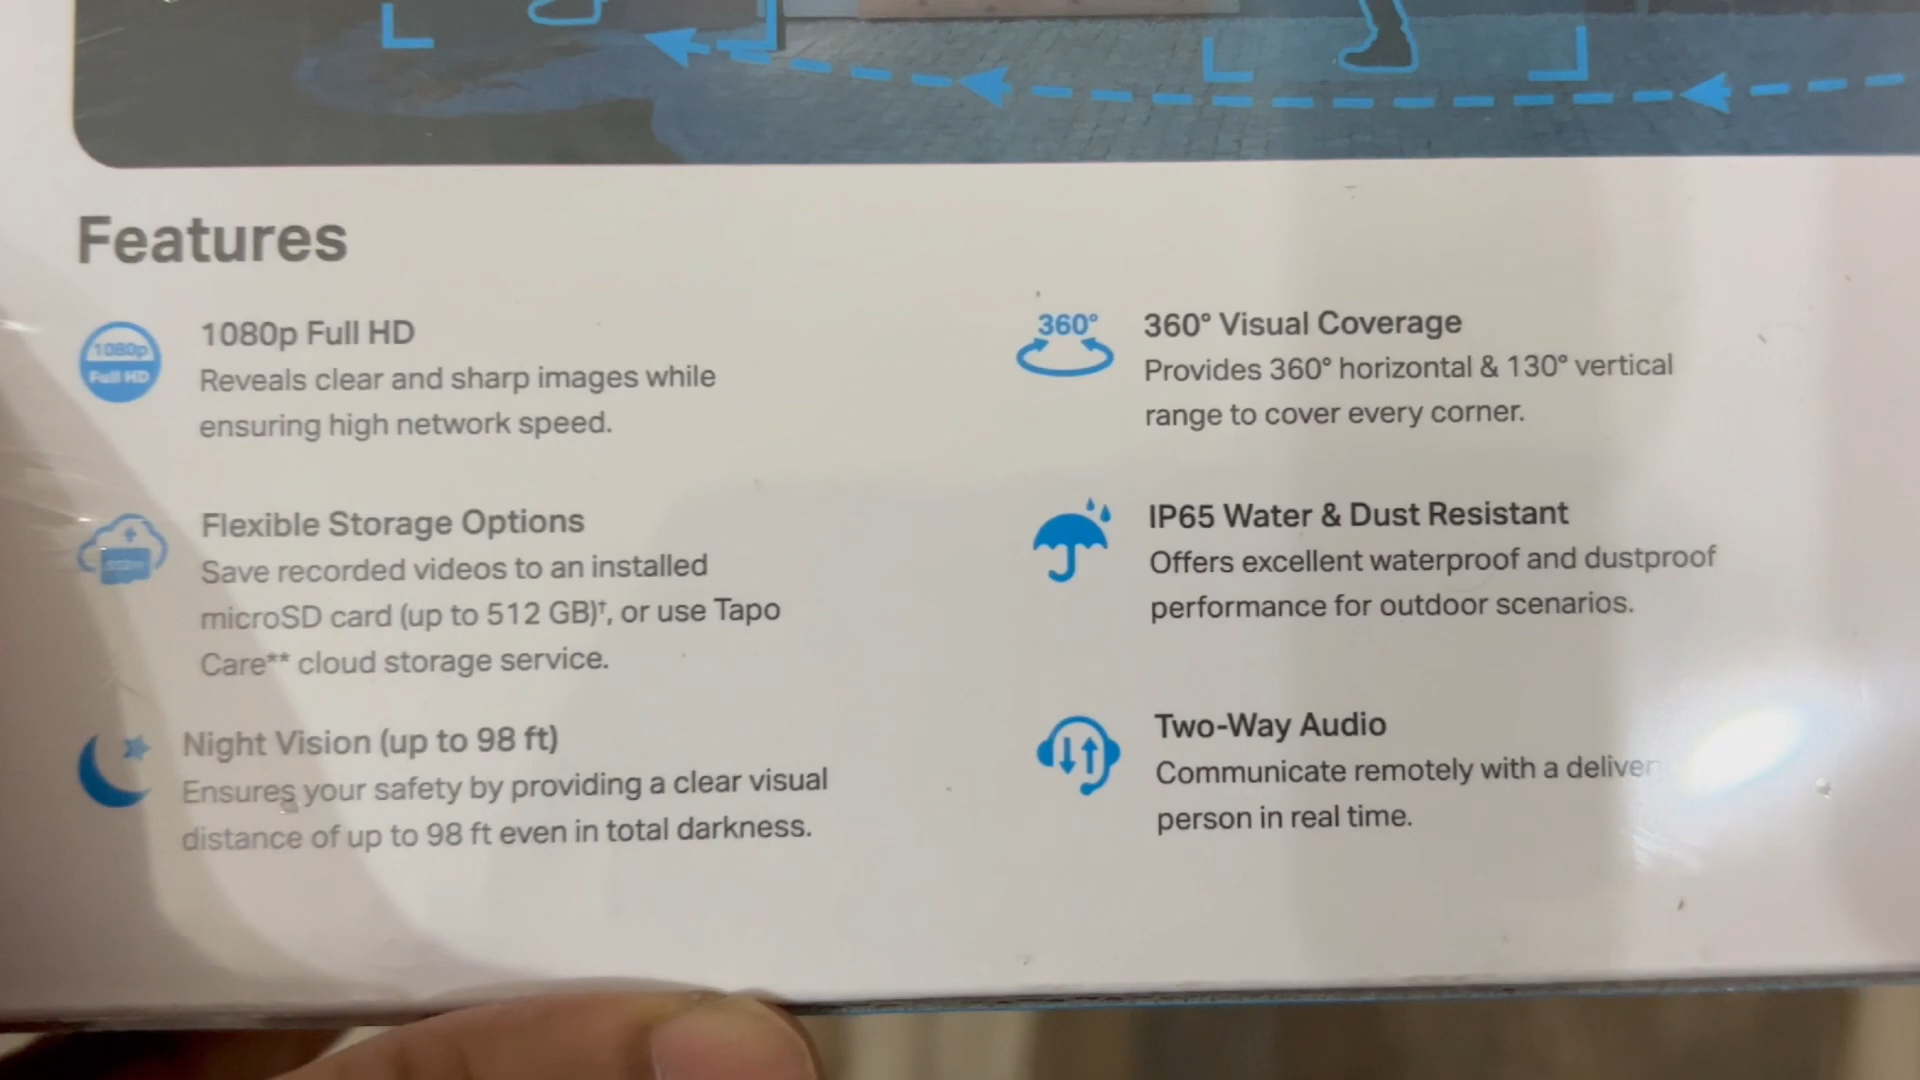 Features
1080p
Full HD
1080p Full HD
Reveals clear and sharp images while
ensuring high network speed.
360°
360° Visual Coverage
Provides 360° horizontal & 130° vertical
range to cover every corner.
Flexible Storage Options
Save recorded videos to an installed
microSD card (up to 512 GB)†, or use Tapo
Care** cloud storage service.
IP65 Water & Dust Resistant
Offers excellent waterproof and dustproof
performance for outdoor scenarios.
Night Vision (up to 98 ft)
Ensures your safety by providing a clear visual
distance of up to 98 ft even in total darkness.
Two-Way Audio
Communicate remotely with a deliver
person in real time.